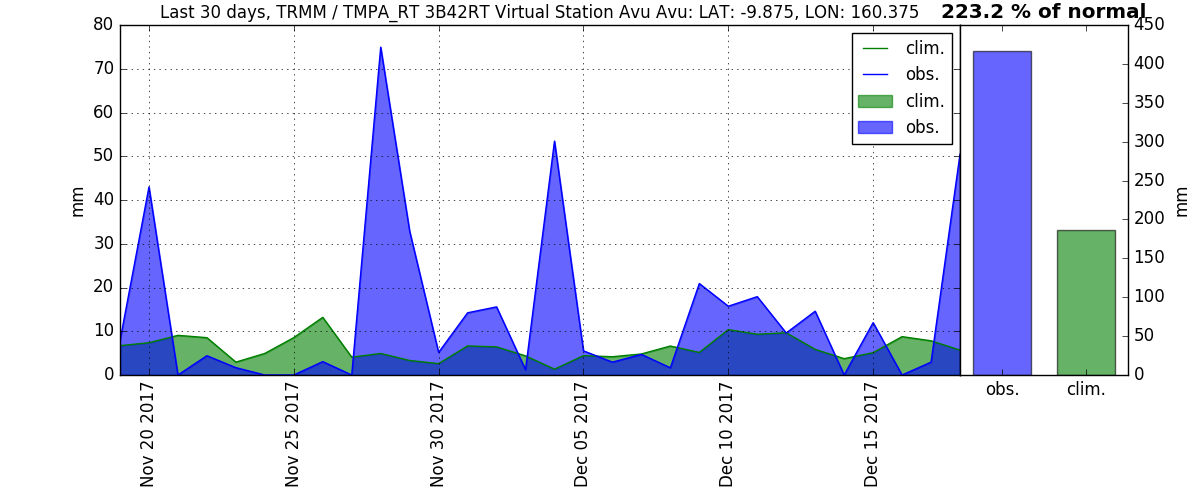 Last 30 days, TRMM / TMPA_RT 3B42RT Virtual Station Avu Avu: LAT: -9.875, LON: 160.375
223.2 % of normal
80
70
60
50
40
30
20
10
0
mm
Nov 20 2017
Nov 25 2017
Nov 30 2017
Dec 05 2017
Dec 10 2017
Dec 15 2017
clim.
obs.
clim.
obs.
450
400
350
300
250
200
150
100
50
0
mm
obs.
clim.